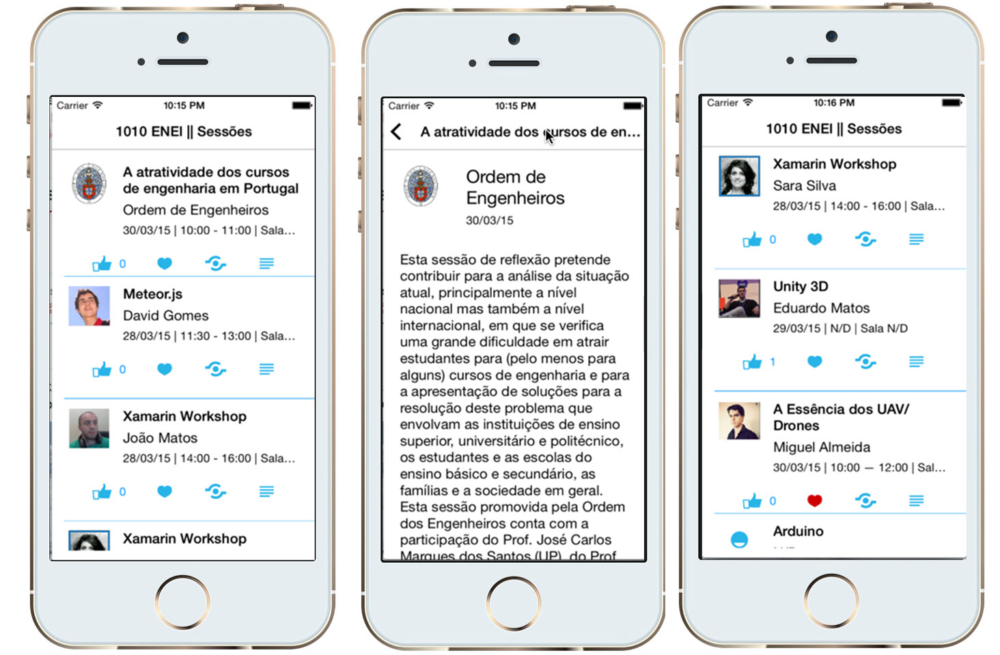 Carrier 10:15 PM
1010 ENEI || Sessões
A atratividade dos cursos
de engenharia em Portugal
Ordem de Engenheiros
30/03/15 | 10:00 - 11:00 | Sala…
0
Meteor.js
David Gomes
28/03/15 | 11:30 - 13:00 | Sala…
0
Xamarin Workshop
João Matos
28/03/15 | 14:00 - 16:00 | Sala…
0
Xamarin Workshop
Carrier 10:15 PM
A atratividade dos cursos de en…
Ordem de
Engenheiros
30/03/15
Esta sessão de reflexão pretende
contribuir para a análise da situação
atual, principalmente a nível
nacional mas também a nível
internacional, em que se verifica
uma grande dificuldade em atrair
estudantes para (pelo menos para
alguns) cursos de engenharia e para
a apresentação de soluções para a
resolução deste problema que
envolvam as instituições de ensino
superior, universitário e politécnico,
os estudantes e as escolas do
ensino básico e secundário, as
famílias e a sociedade em geral.
Esta sessão promovida pela Ordem
dos Engenheiros conta com a
participação do Prof. José Carlos
Marques dos Santos (UP), do Prof.
Carrier 10:16 PM
1010 ENEI || Sessões
Xamarin Workshop
Sara Silva
28/03/15 | 14:00 - 16:00 | Sala…
0
Unity 3D
Eduardo Matos
29/03/15 | N/D | Sala N/D
1
A Essência dos UAV/
Drones
Miguel Almeida
30/03/15 | 10:00 — 12:00 | Sal…
0
Arduino